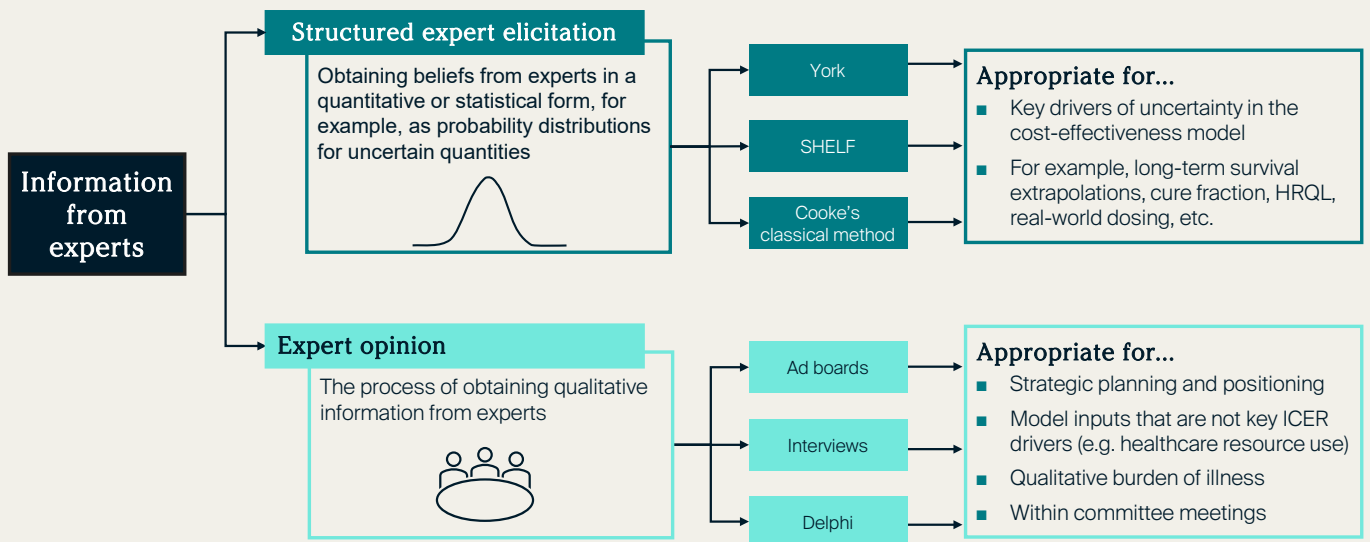 Information
from
experts
Structured expert elicitation
Obtaining beliefs from experts in a
quantitative or statistical form, for
example, as probability distributions
for uncertain quantities
York
SHELF
Cooke's
classical method
Appropriate for...
■ Key drivers of uncertainty in the
cost-effectiveness model
■ For example, long-term survival
extrapolations, cure fraction, HRQL,
real-world dosing, etc.
Expert opinion
The process of obtaining qualitative
information from experts
Ad boards
Interviews
Delphi
Appropriate for...
■ Strategic planning and positioning
■ Model inputs that are not key ICER
drivers (e.g. healthcare resource use)
■ Qualitative burden of illness
■ Within committee meetings